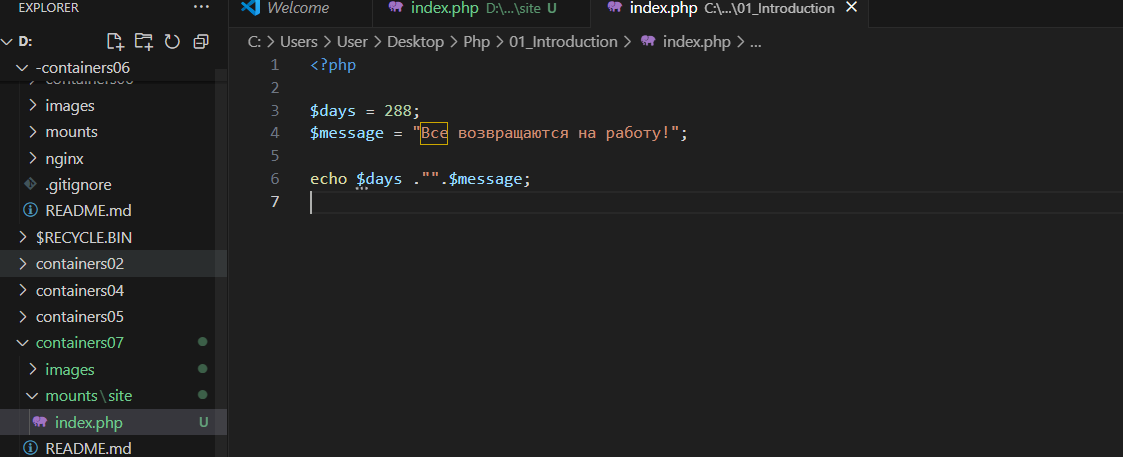 EXPLORER ...
Welcome
index.php D:\...\site U
index.php C:\...\01_Introduction
D:
C: > Users > User > Desktop > Php > 01_Introduction > index.php > ...
-containers06
images
mounts
nginx
.gitignore
README.md
$RECYCLE.BIN
containers02
containers04
containers05
containers07
images
mounts\site
index.php U
README.md
1 <?php
2
3 $days = 288;
4 $message = "Все возвращаются на работу!";
5
6 echo $days ."".$message;
7